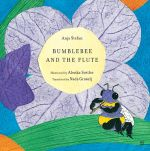 Anja Štefan
BUMBLEBEE
AND THE FLUTE
Illustrated by Alenka Sottler
Translated by Nada Grošelj